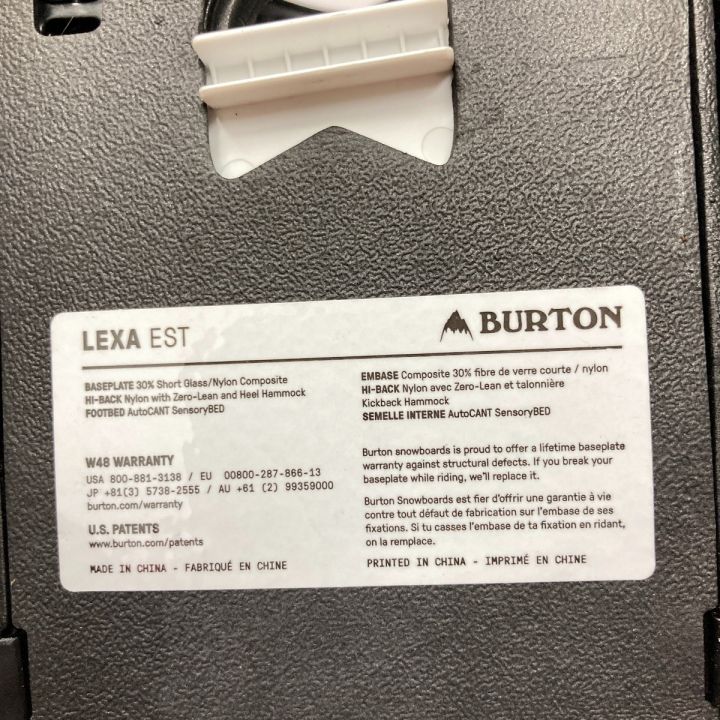 LEXA EST
BURTON
BASEPLATE 30% Short Glass/Nylon Composite
HI-BACK Nylon with Zero-Lean and Heel Hammock
FOOTBED AutoCANT SensoryBED
EMBASE Composite 30% fibre de verre courte / nylon
HI-BACK Nylon avec Zero-Lean et talonnière
Kickback Hammock
SEMELLE INTERNE AutoCANT SensoryBED
W48 WARRANTY
USA 800-881-3138 / EU 00800-287-866-13
JP +81(3) 5738-2555 / AU +61 (2) 99359000
burton.com/warranty
U.S. PATENTS
www.burton.com/patents
MADE IN CHINA - FABRIQUÉ EN CHINE
Burton snowboards is proud to offer a lifetime baseplate
warranty against structural defects. If you break your
baseplate while riding, we'll replace it.
Burton Snowboards est fier d'offrir une garantie à vie
contre tout défaut de fabrication sur l'embase de ses
fixations. Si tu casses l'embase de ta fixation en ridant,
on la remplace.
PRINTED IN CHINA - IMPRIMÉ EN CHINE